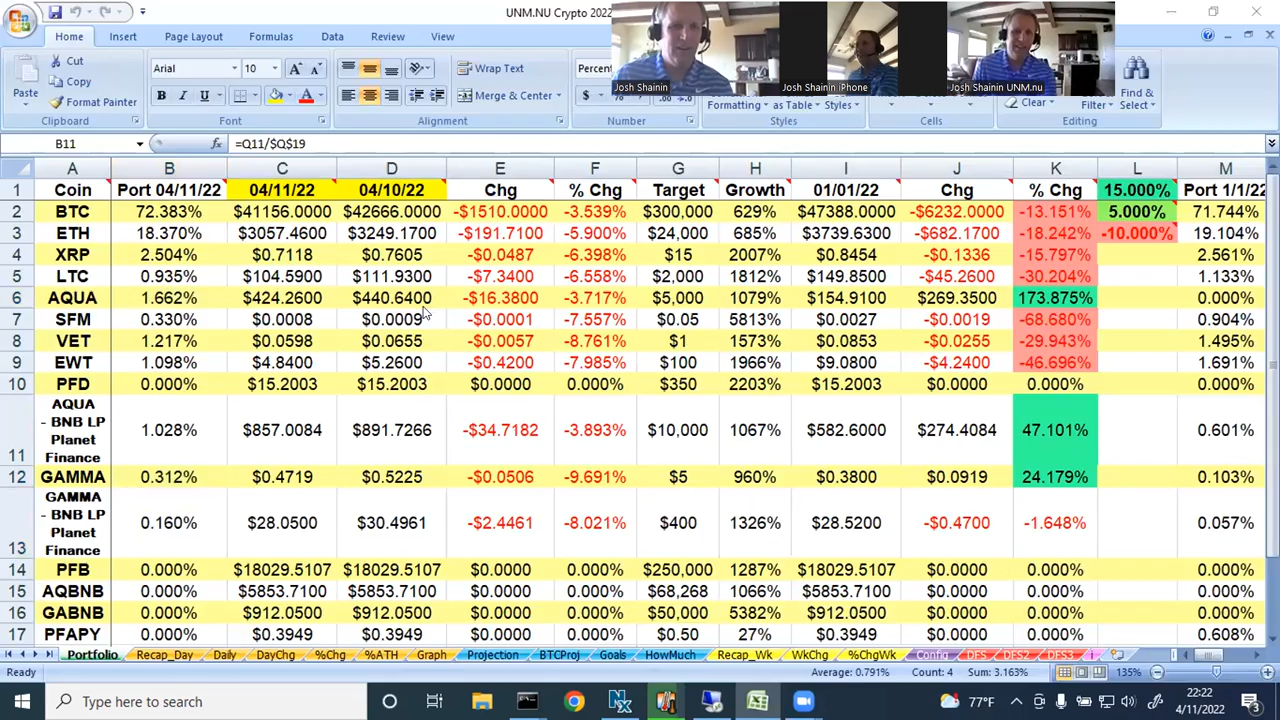 UNM.NU Crypto 2022
Home Insert Page Layout Formulas Data Review
Josh Shainin
Josh Shainin iPhone
Josh Shainin UNM.nu
Paste
Cut
Copy
Format Painter
Clipboard
Arial 10
Font
Wrap Text
Merge & Center
Alignment
Number
Formatting as Table Styles
Styles
Cells
Clear
Filter Select
Editing
B11 =Q11/$Q$19
A B C D E F G H I J K L M
1 Coin Port 04/11/22 04/11/22 04/10/22 Chg % Chg Target Growth 01/01/22 Chg % Chg 15.000% Port 1/1/22
2 BTC 72.383% $41156.0000 $42666.0000 -$1510.0000 -3.539% $300,000 629% $47388.0000 -$6232.0000 -13.151% 5.000% 71.744%
3 ETH 18.370% $3057.4600 $3249.1700 -$191.7100 -5.900% $24,000 685% $3739.6300 -$682.1700 -18.242% -10.000% 19.104%
4 XRP 2.504% $0.7118 $0.7605 -$0.0487 -6.398% $15 2007% $0.8454 -$0.1336 -15.797% 2.561%
5 LTC 0.935% $104.5900 $111.9300 -$7.3400 -6.558% $2,000 1812% $149.8500 -$45.2600 -30.204% 1.133%
6 AQUA 1.662% $424.2600 $440.6400 -$16.3800 -3.717% $5,000 1079% $154.9100 $269.3500 173.875% 0.000%
7 SFM 0.330% $0.0008 $0.0009 -$0.0001 -7.557% $0.05 5813% $0.0027 -$0.0019 -68.680% 0.904%
8 VET 1.217% $0.0598 $0.0655 -$0.0057 -8.761% $1 1573% $0.0853 -$0.0255 -29.943% 1.495%
9 EWT 1.098% $4.8400 $5.2600 -$0.4200 -7.985% $100 1966% $9.0800 -$4.2400 -46.696% 1.691%
10 PFD 0.000% $15.2003 $15.2003 $0.0000 0.000% $350 2203% $15.2003 $0.0000 0.000% 0.000%
AQUA
- BNB LP
Planet
11 Finance 1.028% $857.0084 $891.7266 -$34.7182 -3.893% $10,000 1067% $582.6000 $274.4084 47.101% 0.601%
12 GAMMA 0.312% $0.4719 $0.5225 -$0.0506 -9.691% $5 960% $0.3800 $0.0919 24.179% 0.103%
GAMMA
- BNB LP
Planet
13 Finance 0.160% $28.0500 $30.4961 -$2.4461 -8.021% $400 1326% $28.5200 -$0.4700 -1.648% 0.057%
14 PFB 0.000% $18029.5107 $18029.5107 $0.0000 0.000% $250,000 1287% $18029.5107 $0.0000 0.000% 0.000%
15 AQBNB 0.000% $5853.7100 $5853.7100 $0.0000 0.000% $68,268 1066% $5853.7100 $0.0000 0.000% 0.000%
16 GABNB 0.000% $912.0500 $912.0500 $0.0000 0.000% $50,000 5382% $912.0500 $0.0000 0.000% 0.000%
17 PFAPY 0.000% $0.3949 $0.3949 $0.0000 0.000% $0.50 27% $0.3949 $0.0000 0.000% 0.608%
Portfolio Recap_Day Daily DayChg %Chg %ATH Graph Projection BTCProj Goals HowMuch Recap_Wk WkChg %ChgWk Config DFS DFS2 DFS3
Ready Average: 0.791% Count: 4 Sum: 3.163% 135%
Type here to search
77°F
22:22
4/11/2022
3